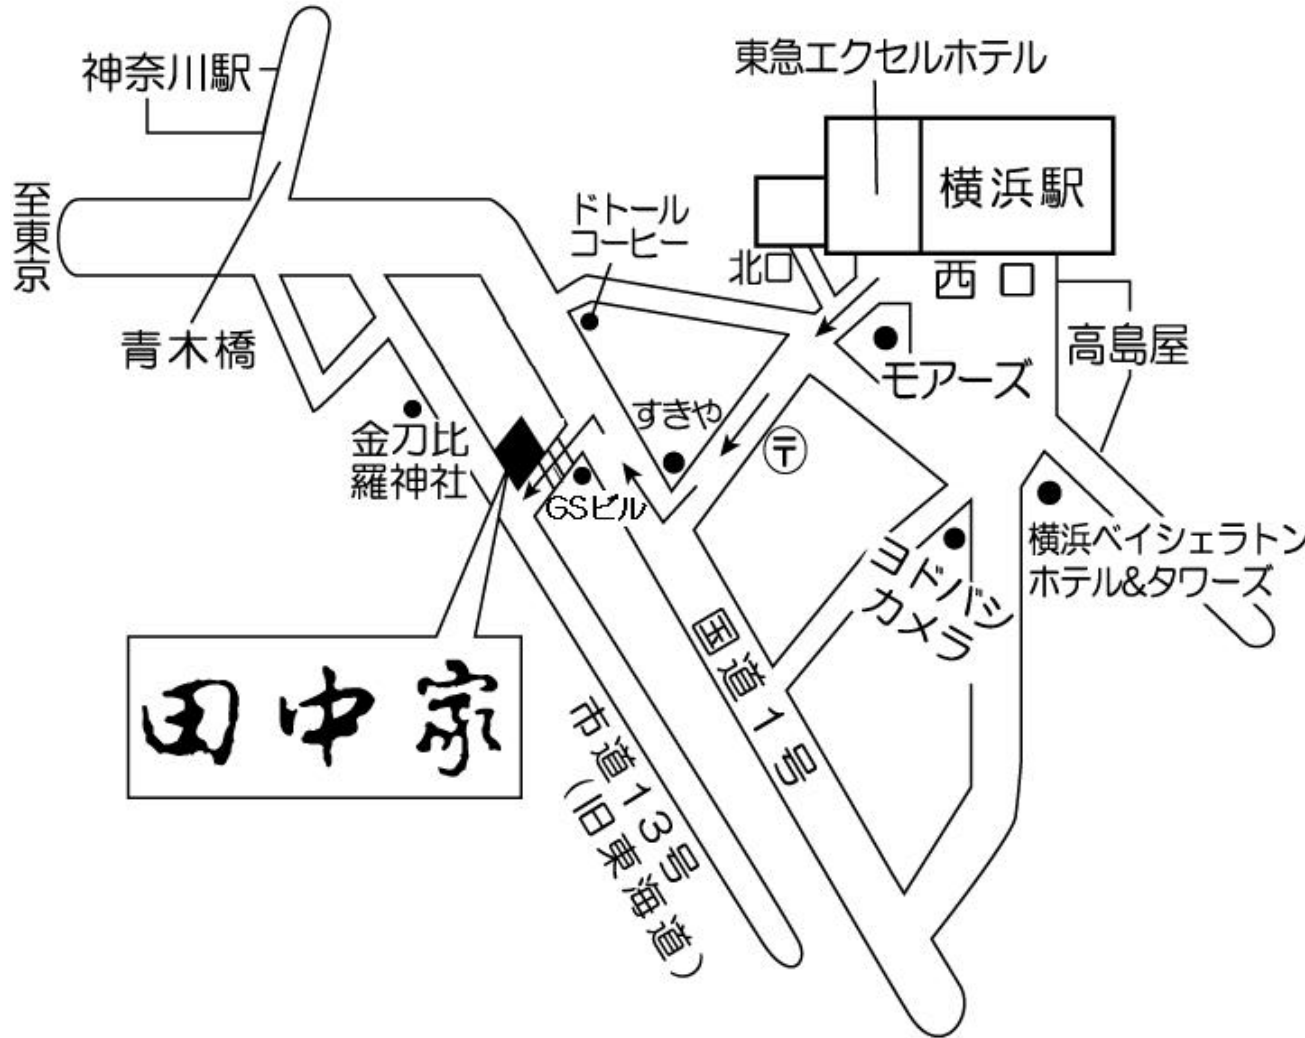 神奈川駅
東急エクセルホテル
横浜駅
至東京
ドトール
コーヒー
北口
西口
青木橋
高島屋
モアーズ
すきや
〒
金刀比
羅神社
GSビル
横浜ベイシェラトン
ホテル&タワーズ
ヨドバシ
カメラ
国道1号
田中家
市道13号
(旧東海道)